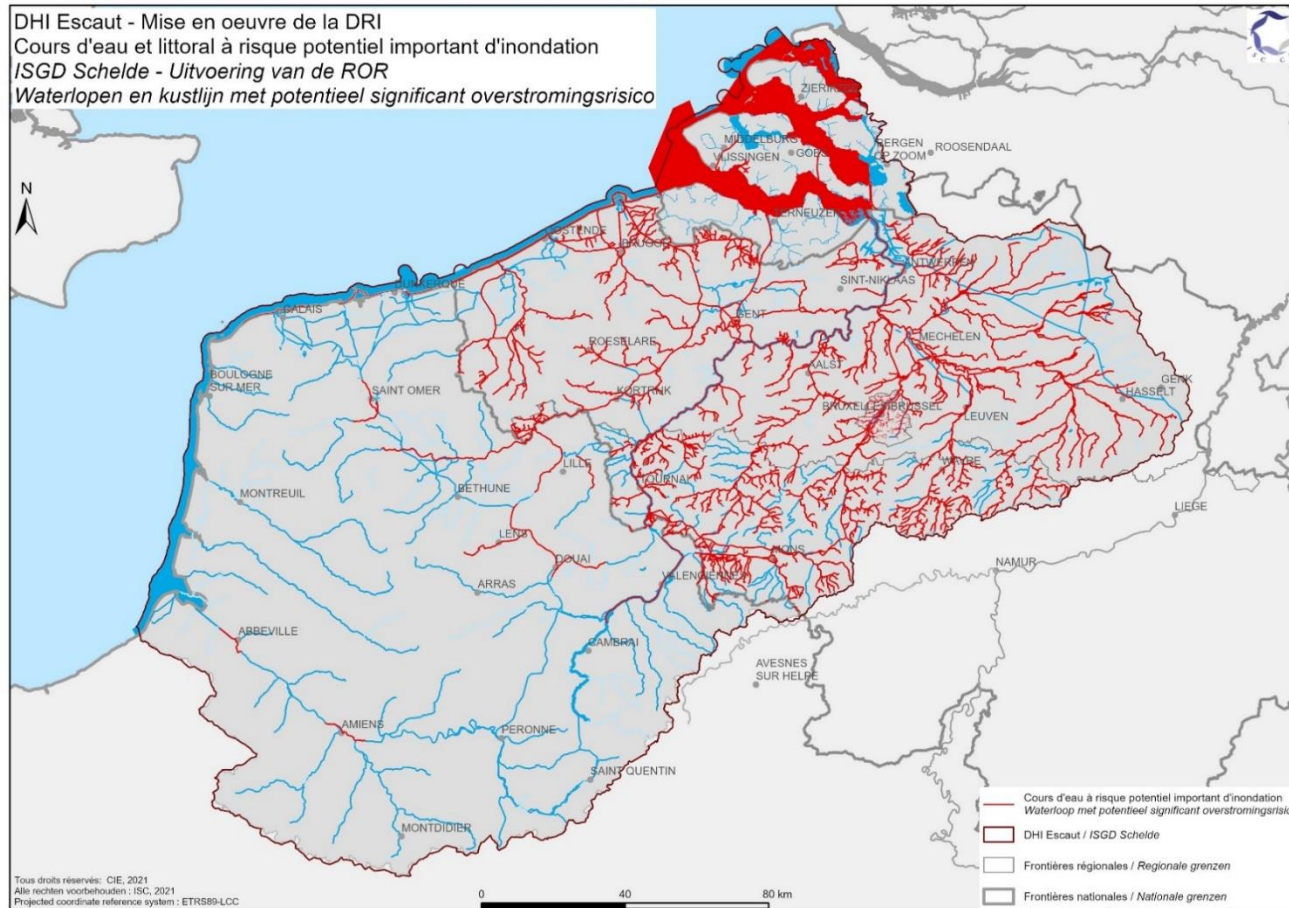 DHI Escaut - Mise en oeuvre de la DRI
Cours d'eau et littoral à risque potentiel important d'inondation
ISGD Schelde - Uitvoering van de ROR
Waterlopen en kustlijn met potentieel significant overstromingsrisico
N
MIDDELBURG
VLISSINGEN
GOES
BERGEN
OP ZOOM
ROOSENDAAL
OOSTENDE
ANTWERPEN
SINT-NIKLAAS
DUNKERQUE
CALAIS
GENT
MECHELEN
ROESELARE
AALST
BOULOGNE
SUR MER
SAINT OMER
KORTRIJK
BRUXELLES/BRUSSEL
GENK
HASSELT
LEUVEN
LILLE
WAVRE
TOURNAI
BETHUNE
MONTREUIL
LIEGE
LENS
DOUAI
MONS
NAMUR
VALENCIENNES
ARRAS
ABBEVILLE
CAMBRAI
AVESNES
SUR HELPE
AMIENS
PERONNE
SAINT QUENTIN
MONTDIDIER
Cours d'eau à risque potentiel important d'inondation
Waterloop met potentieel significant overstromingsrisic
DHI Escaut / ISGD Schelde
Frontières régionales / Regionale grenzen
Frontières nationales / Nationale grenzen
Tous droits réservés: CIE, 2021
Alle rechten voorbehouden : ISC, 2021
Projected coordinate reference system : ETRS89-LCC
0 40 80 km